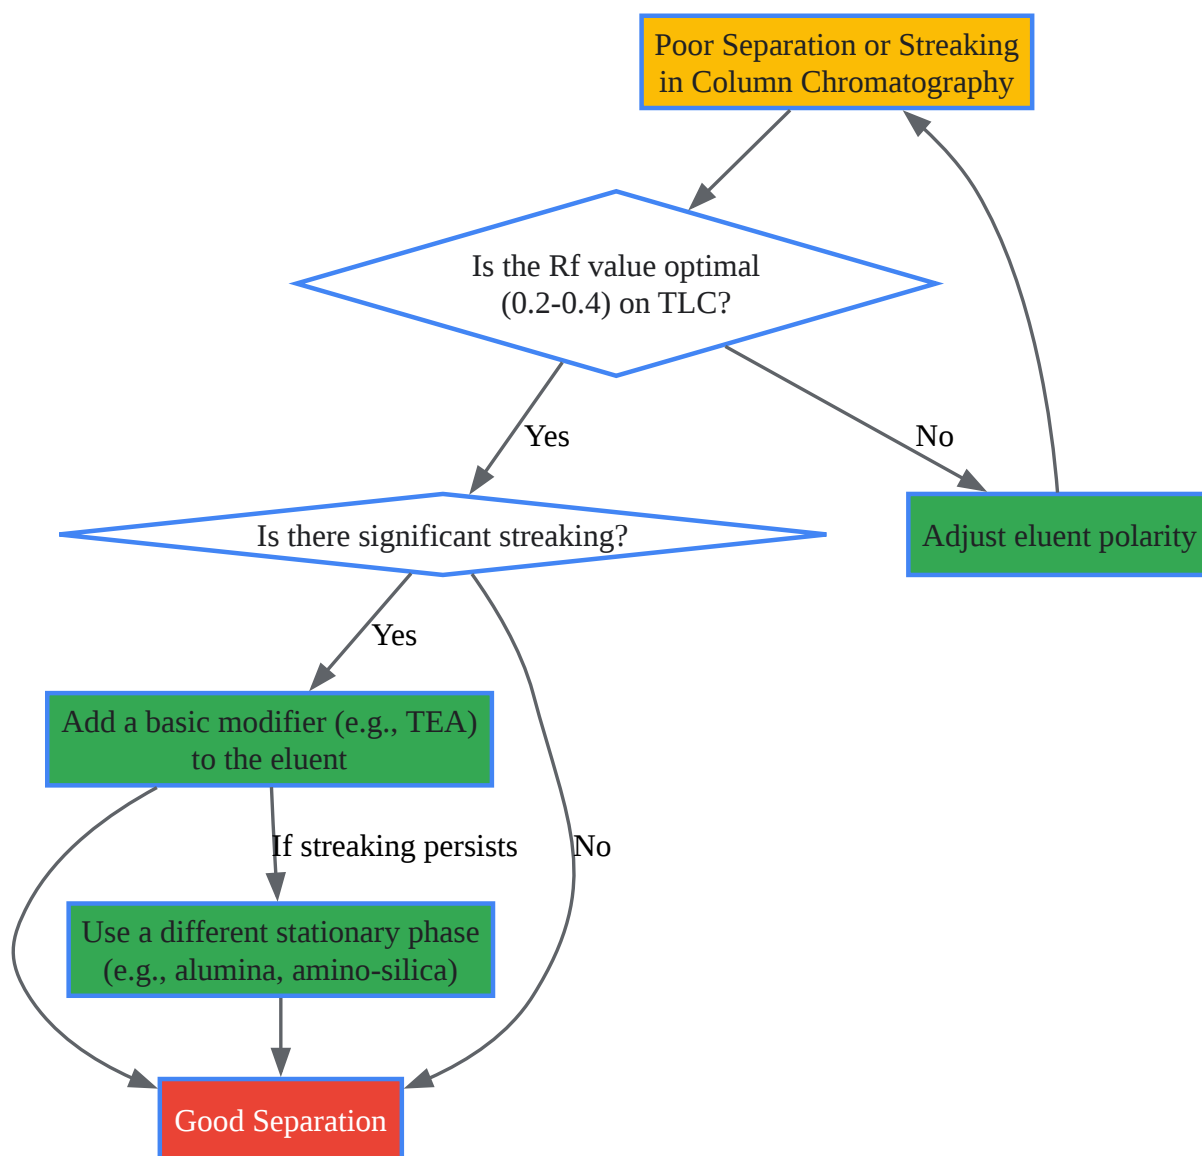 Poor Separation or Streaking
in Column Chromatography
Is the Rf value optimal
(0.2-0.4) on TLC?
Yes
No
Is there significant streaking?
Adjust eluent polarity
Yes
Add a basic modifier (e.g., TEA)
to the eluent
If streaking persists
No
Use a different stationary phase
(e.g., alumina, amino-silica)
Good Separation